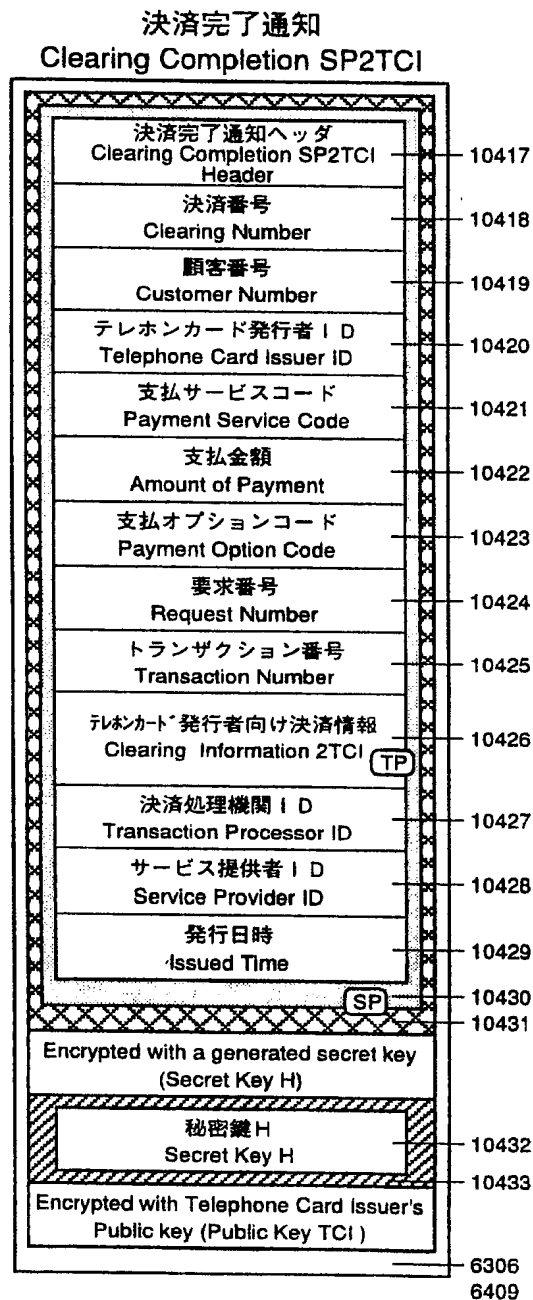 決済完了通知
Clearing Completion SP2TCI
決済完了通知ヘッダ
Clearing Completion SP2TCI
Header
10417
決済番号
Clearing Number
10418
顧客番号
Customer Number
10419
テレホンカード発行者ID
Telephone Card Issuer ID
10420
支払サービスコード
Payment Service Code
10421
支払金額
Amount of Payment
10422
支払オプションコード
Payment Option Code
10423
要求番号
Request Number
10424
トランザクション番号
Transaction Number
10425
テレホンカード発行者向け決済情報
Clearing Information 2TCI
TP
10426
決済処理機関ID
Transaction Processor ID
10427
サービス提供者ID
Service Provider ID
10428
発行日時
Issued Time
10429
SP
10430
10431
Encrypted with a generated secret key
(Secret Key H)
秘密鍵H
Secret Key H
10432
10433
Encrypted with Telephone Card Issuer's
Public key (Public Key TCI )
6306
6409